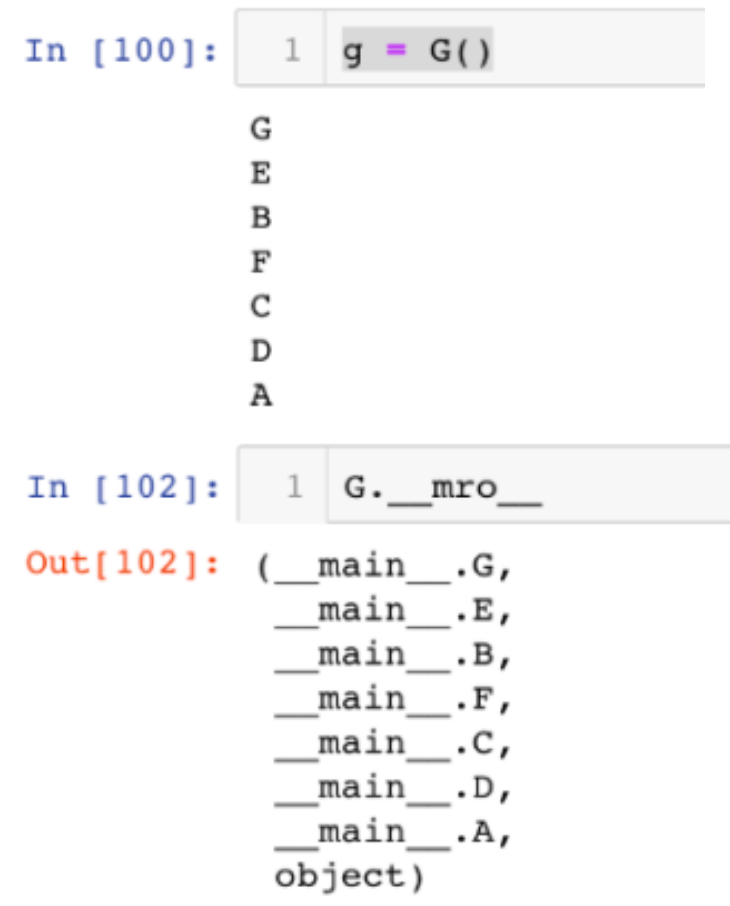 In [100]: 1 g = G()
G
E
B
F
C
D
A
In [102]: 1 G.__mro__
Out[102]: (__main__.G,
__main__.E,
__main__.B,
__main__.F,
__main__.C,
__main__.D,
__main__.A,
object)